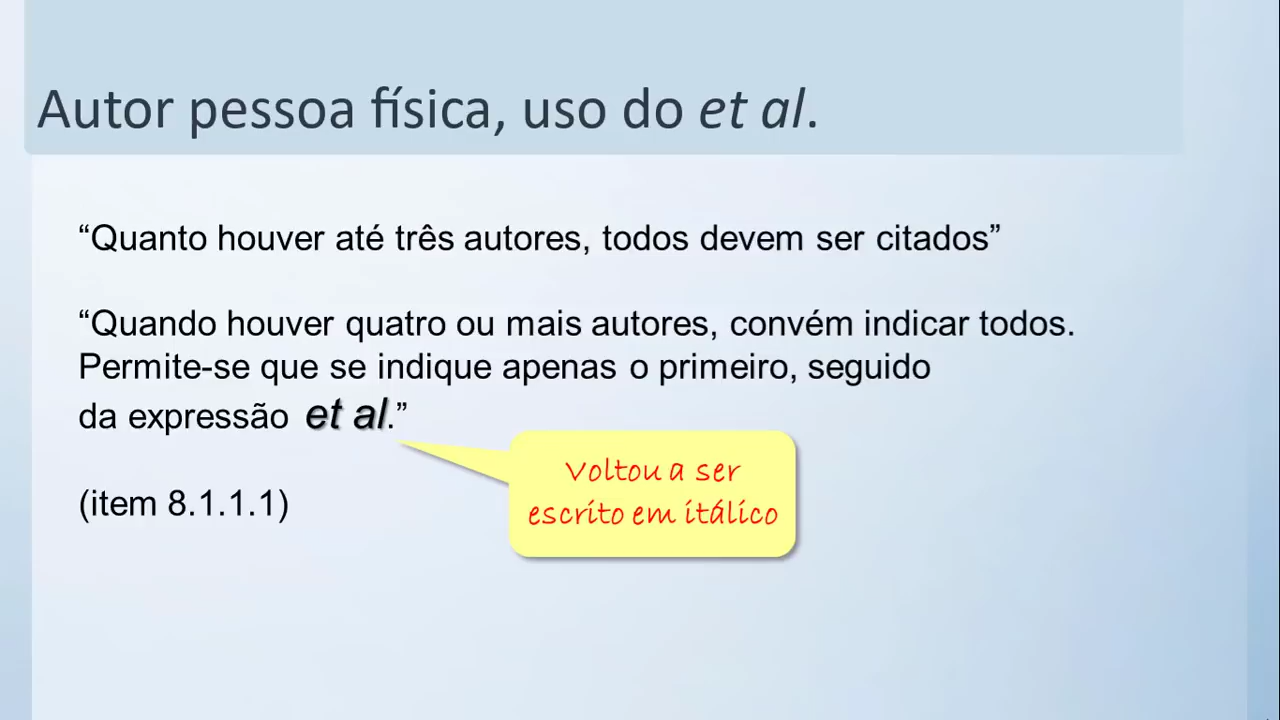 Autor pessoa física, uso do et al.
“Quanto houver até três autores, todos devem ser citados”
“Quando houver quatro ou mais autores, convém indicar todos.
Permite-se que se indique apenas o primeiro, seguido
da expressão et al.”
Voltou a ser
escrito em itálico
(item 8.1.1.1)